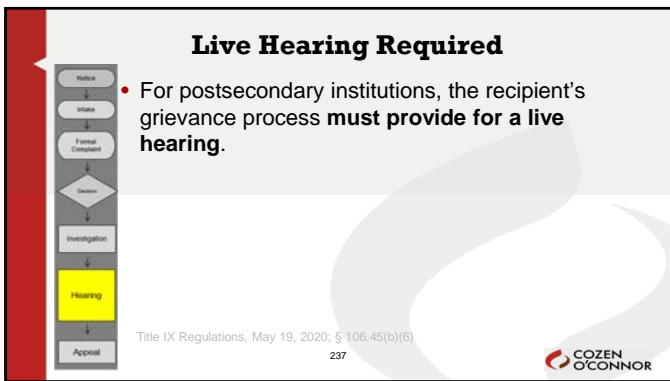 Live Hearing Required
Notice
Intake
Formal
Complaint
Decision
Investigation
Hearing
Appeal
• For postsecondary institutions, the recipient's
grievance process must provide for a live
hearing.
Title IX Regulations, May 19, 2020; § 106.45(b)(6)
237
COZEN
O'CONNOR